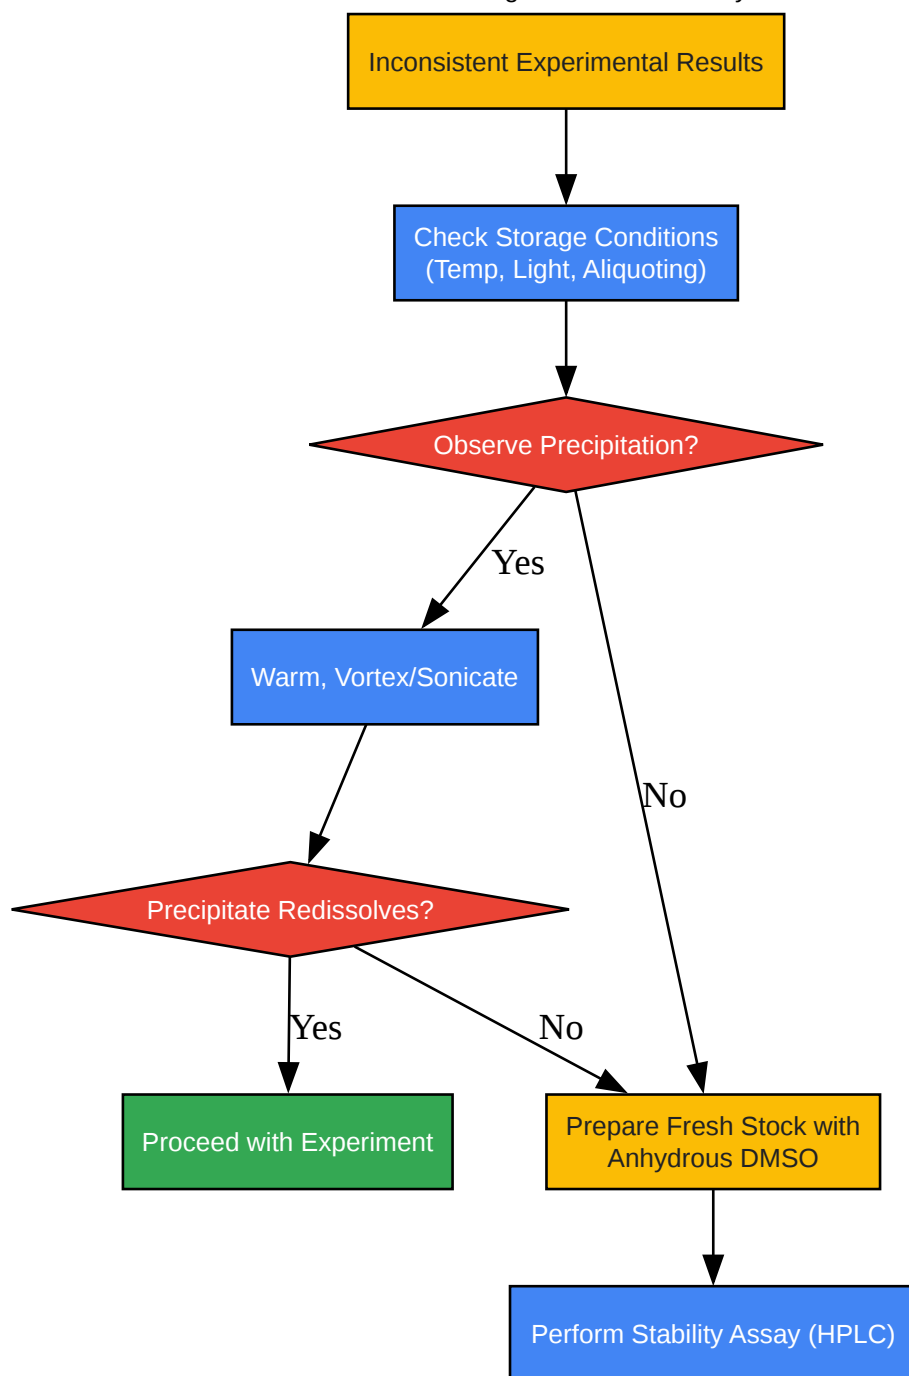 Inconsistent Experimental Results
Check Storage Conditions
(Temp, Light, Aliquoting)
Observe Precipitation?
Yes
Warm, Vortex/Sonicate
No
Precipitate Redissolves?
Yes
No
Proceed with Experiment
Prepare Fresh Stock with
Anhydrous DMSO
Perform Stability Assay (HPLC)